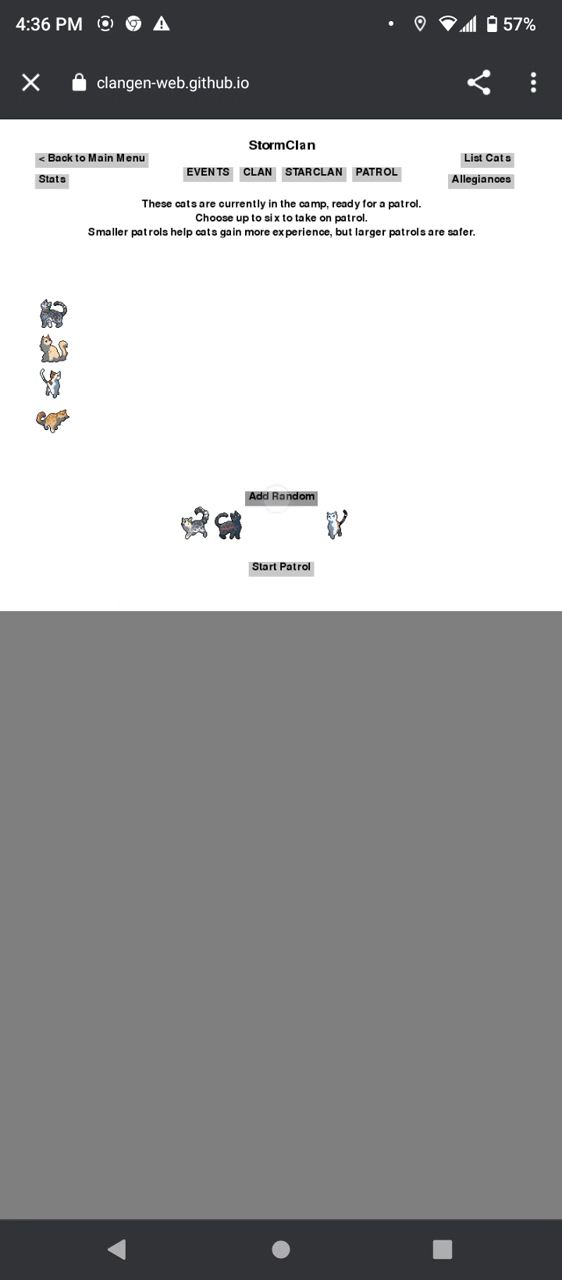 4:36 PM 57%
clangen-web.github.io
StormClan
< Back to Main Menu
List Cats
EVENTS CLAN STARCLAN PATROL
Stats
Allegiances
These cats are currently in the camp, ready for a patrol.
Choose up to six to take on patrol.
Smaller patrols help cats gain more experience, but larger patrols are safer.
Add Random
Start Patrol